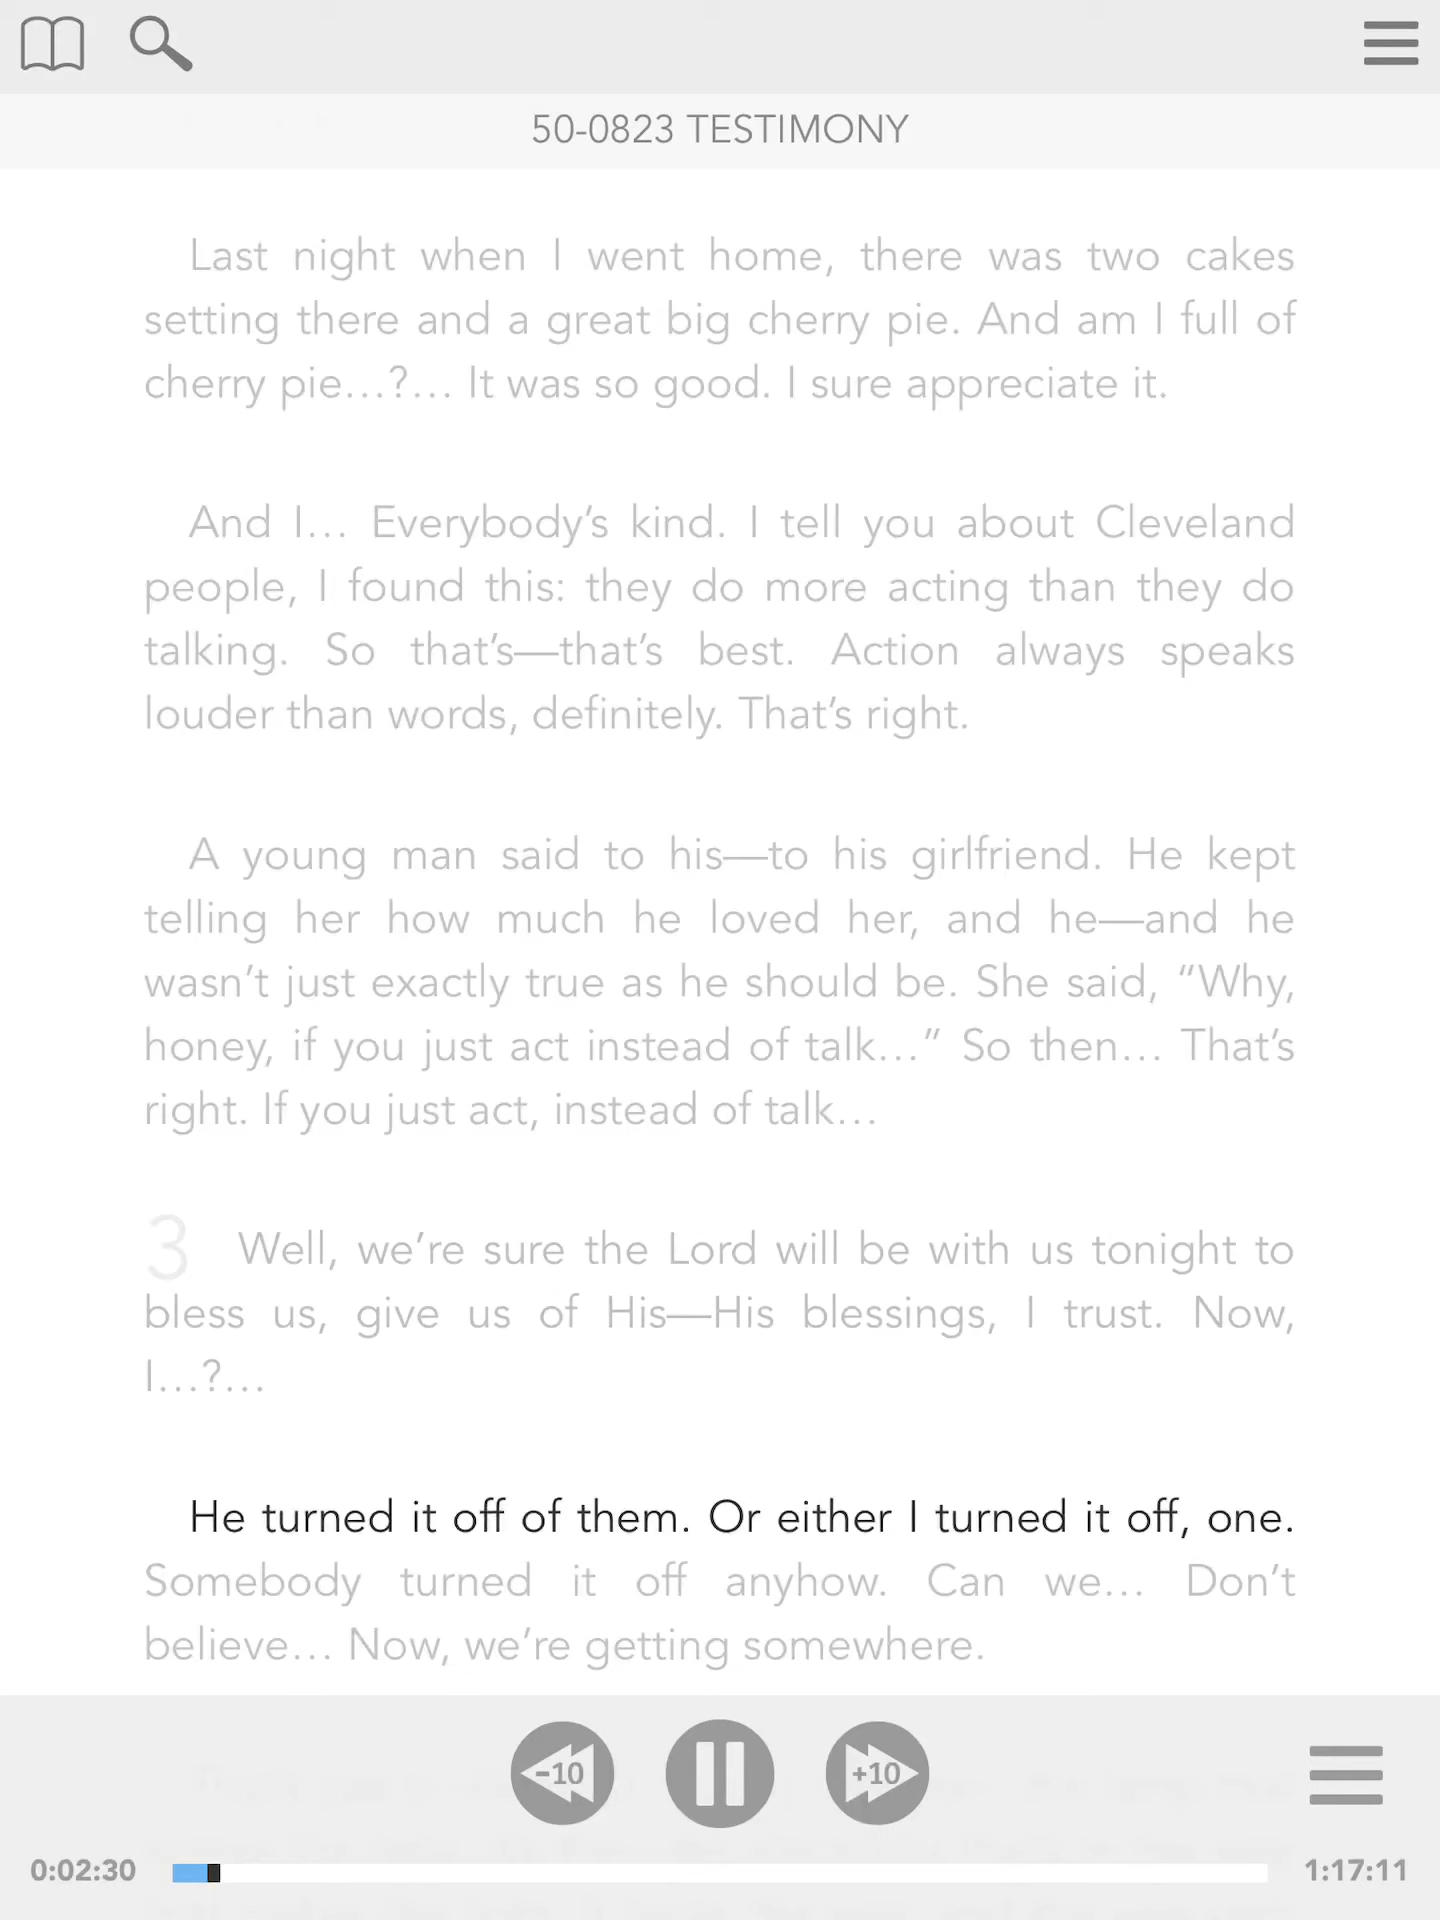 50-0823 TESTIMONY
Last night when I went home, there was two cakes
setting there and a great big cherry pie. And am I full of
cherry pie…?… It was so good. I sure appreciate it.
And I… Everybody’s kind. I tell you about Cleveland
people, I found this: they do more acting than they do
talking. So that’s—that’s best. Action always speaks
louder than words, definitely. That’s right.
A young man said to his—to his girlfriend. He kept
telling her how much he loved her, and he—and he
wasn’t just exactly true as he should be. She said, “Why,
honey, if you just act instead of talk…” So then… That’s
right. If you just act, instead of talk…
3 Well, we’re sure the Lord will be with us tonight to
bless us, give us of His—His blessings, I trust. Now,
I…?…
He turned it off of them. Or either I turned it off, one.
Somebody turned it off anyhow. Can we… Don’t
believe… Now, we’re getting somewhere.
-10 +10
0:02:30 1:17:11